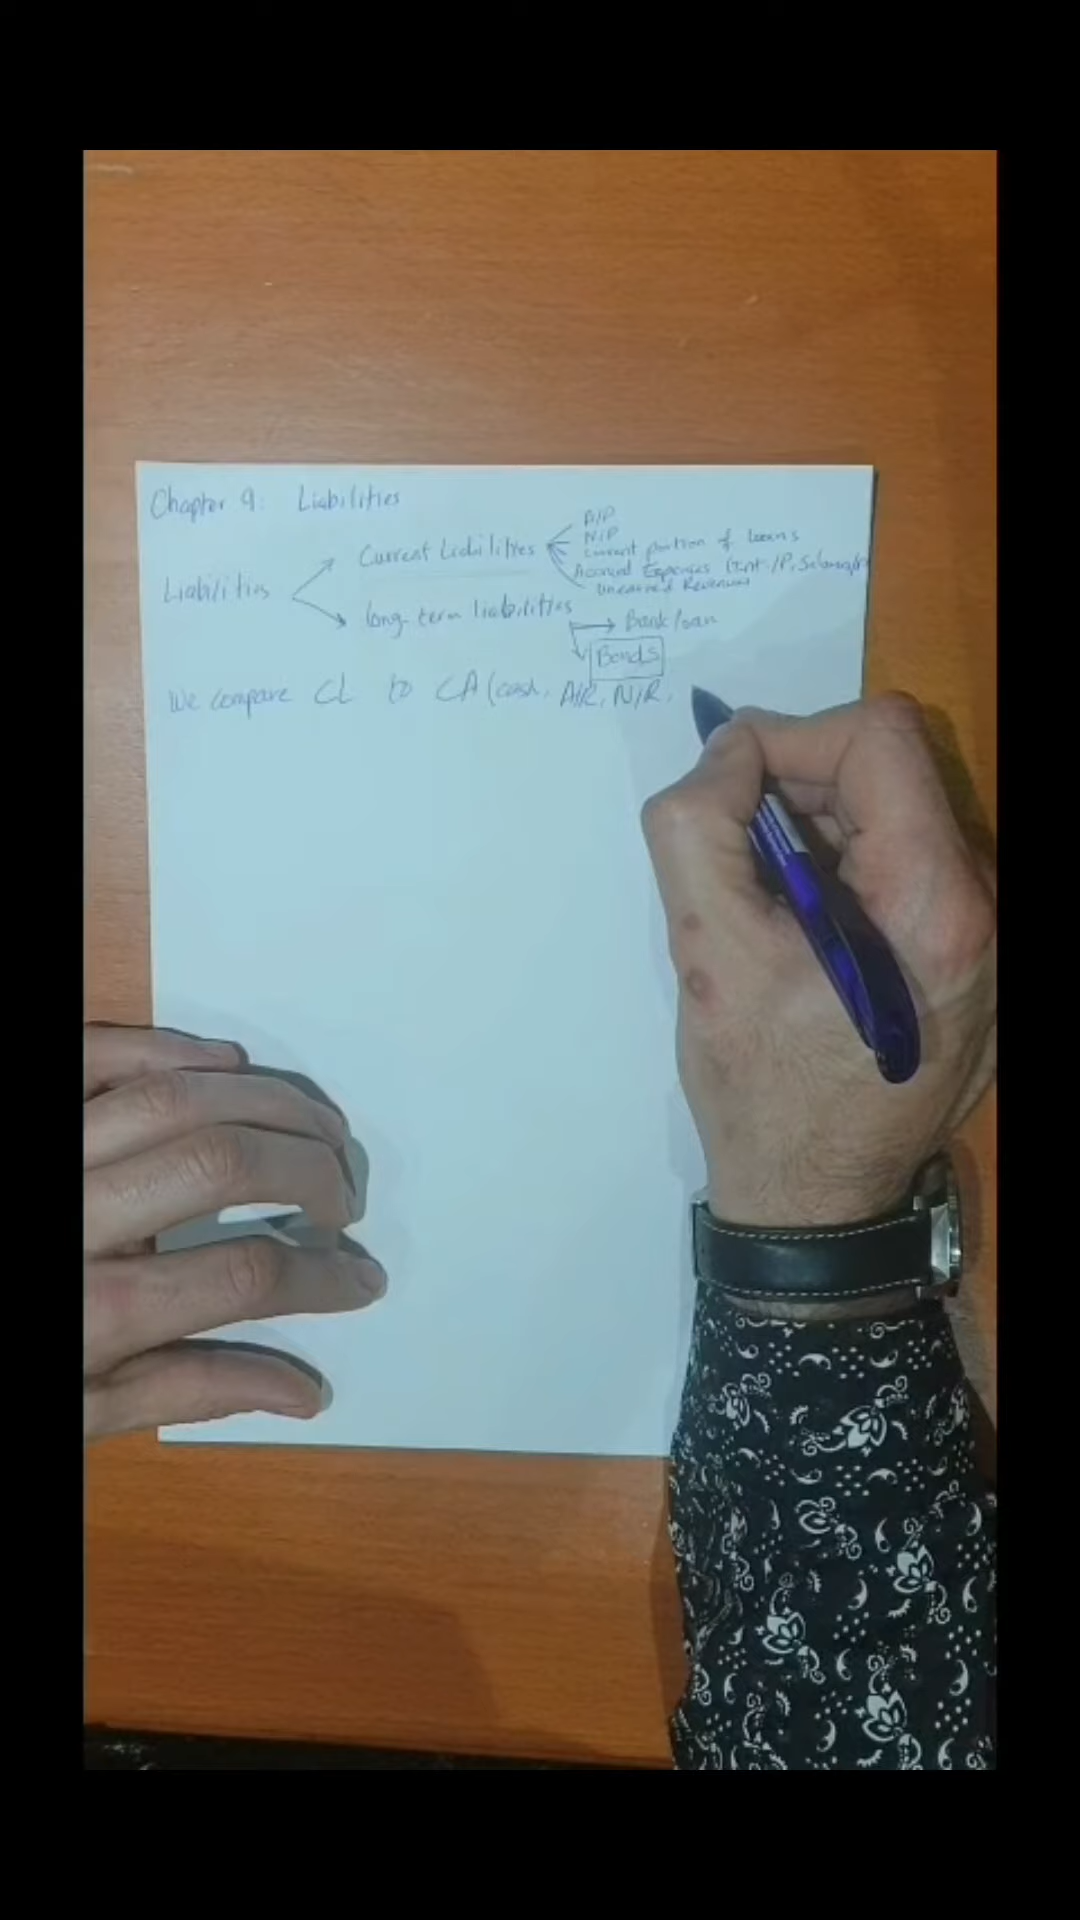 Chapter 9: Liabilities
Liabilities
Current Liabilities
A/P
N/P
Current portion of loans
Accrued Expenses (Int./P, Salary/P)
Unearned Revenues
long-term liabilities
Bank loan
Bonds
We compare CL to CA (cash, A/R, N/R,